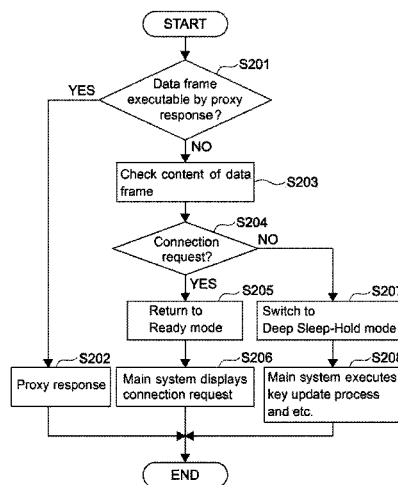 START
S201
YES
Data frame
executable by proxy
response?
NO
Check content of data
frame
S203
S204
Connection
request?
NO
YES
S205
Return to
Ready mode
S207
Switch to
Deep Sleep-Hold mode
S202
Proxy response
S206
Main system displays
connection request
S208
Main system executes
key update process
and etc.
END